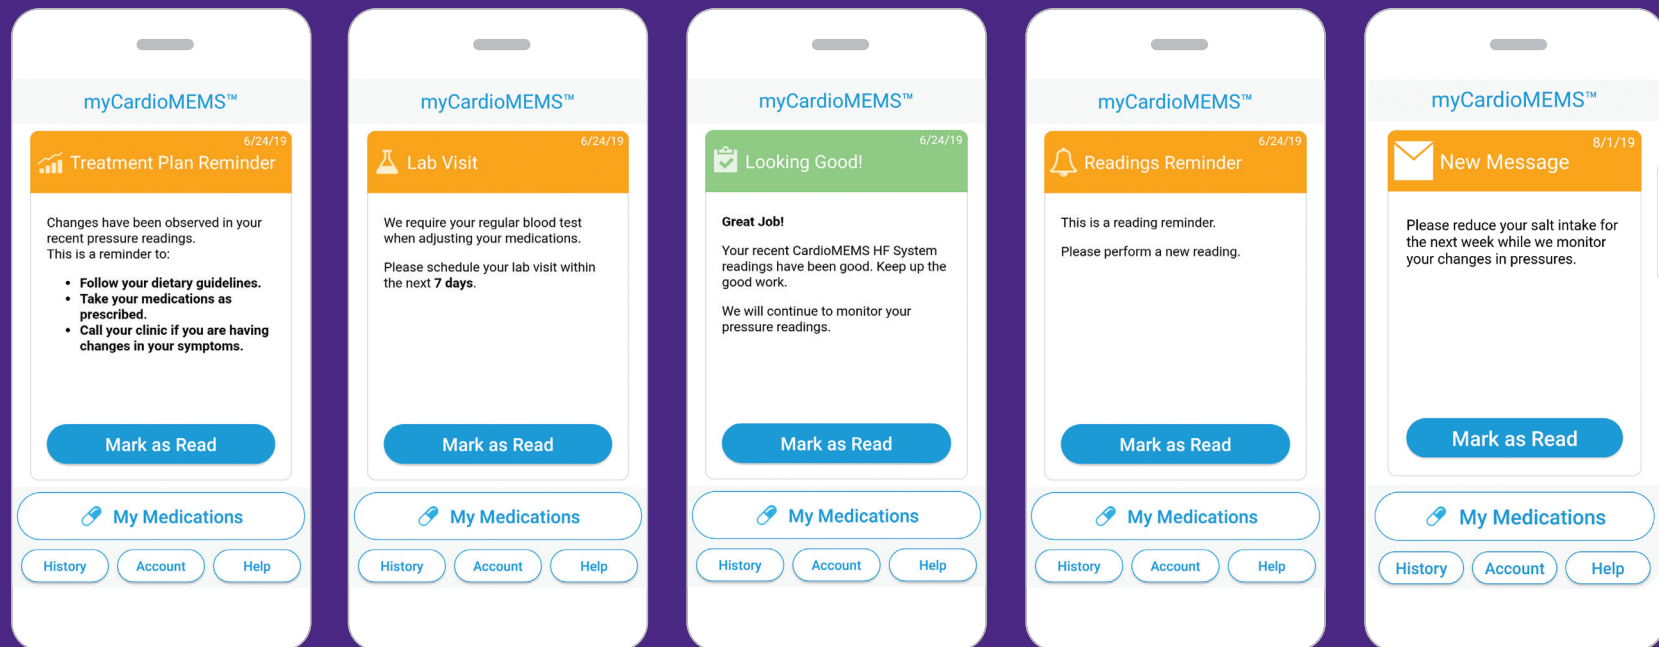 myCardioMEMS™
6/24/19
Treatment Plan Reminder
Changes have been observed in your
recent pressure readings.
This is a reminder to:
• Follow your dietary guidelines.
• Take your medications as
prescribed.
• Call your clinic if you are having
changes in your symptoms.
Mark as Read
My Medications
History
Account
Help
myCardioMEMS™
6/24/19
Lab Visit
We require your regular blood test
when adjusting your medications.
Please schedule your lab visit within
the next 7 days.
Mark as Read
My Medications
History
Account
Help
myCardioMEMS™
6/24/19
Looking Good!
Great Job!
Your recent CardioMEMS HF System
readings have been good. Keep up the
good work.
We will continue to monitor your
pressure readings.
Mark as Read
My Medications
History
Account
Help
myCardioMEMS™
6/24/19
Readings Reminder
This is a reading reminder.
Please perform a new reading.
Mark as Read
My Medications
History
Account
Help
myCardioMEMS™
8/1/19
New Message
Please reduce your salt intake for
the next week while we monitor
your changes in pressures.
Mark as Read
My Medications
History
Account
Help